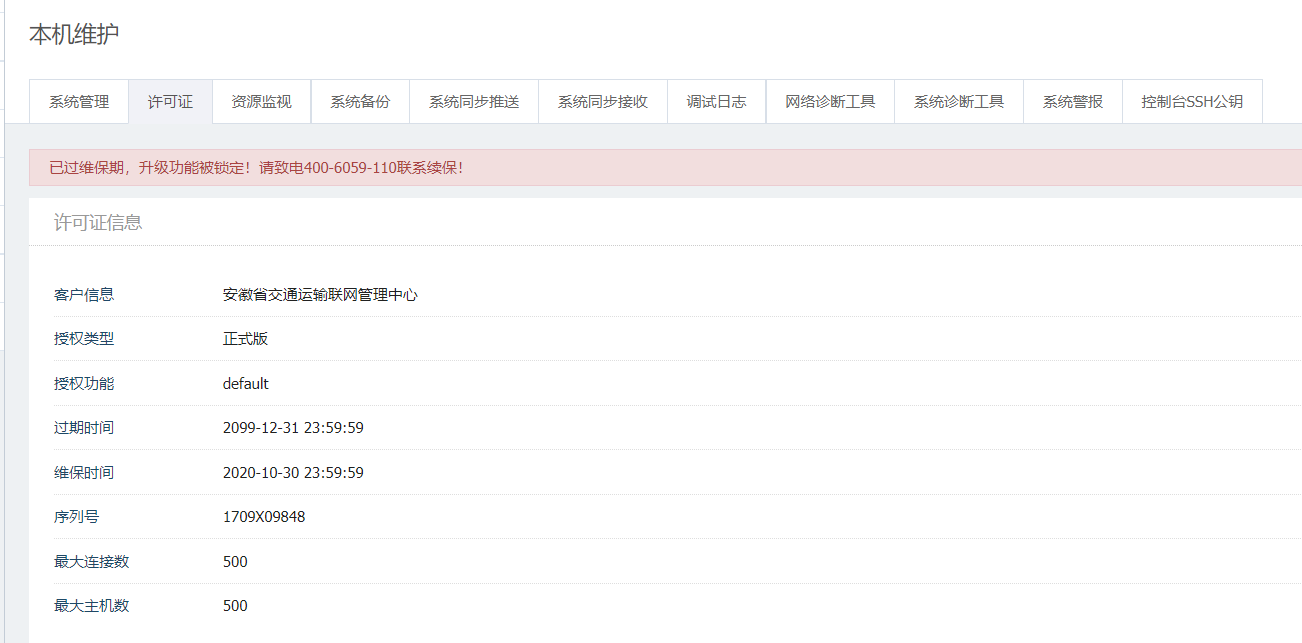 本机维护
系统管理 许可证 资源监视 系统备份 系统同步推送 系统同步接收 调试日志 网络诊断工具 系统诊断工具 系统警报 控制台SSH公钥
已过维保期，升级功能被锁定！请致电400-6059-110联系续保！
许可证信息
客户信息 安徽省交通运输联网管理中心
授权类型 正式版
授权功能 default
过期时间 2099-12-31 23:59:59
维保时间 2020-10-30 23:59:59
序列号 1709X09848
最大连接数 500
最大主机数 500